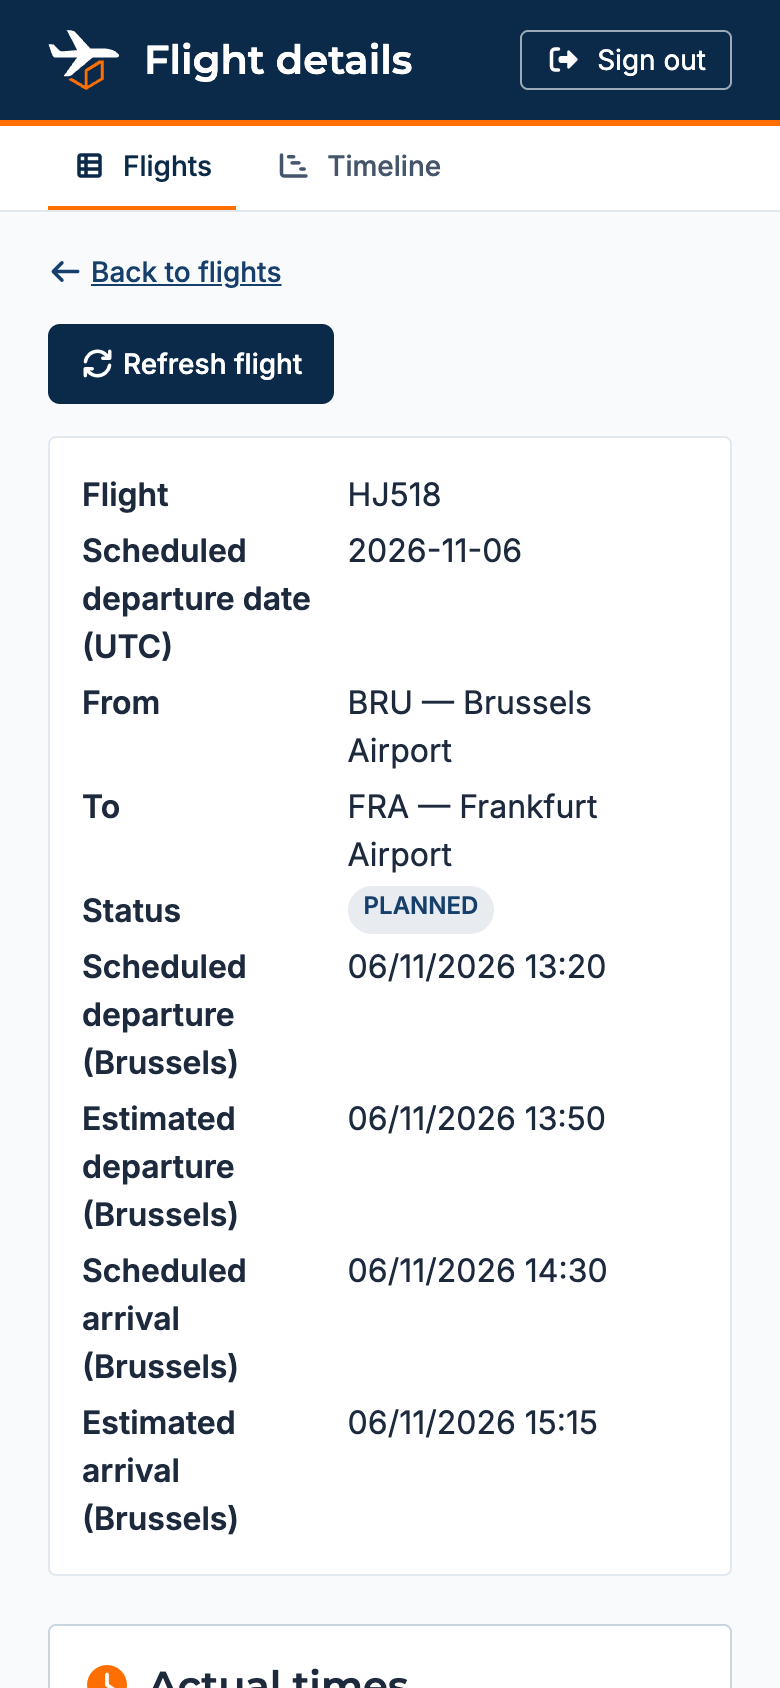 Flight details
Sign out
Flights
Timeline
Back to flights
Refresh flight
Flight HJ518
Scheduled departure date (UTC) 2026-11-06
From BRU — Brussels Airport
To FRA — Frankfurt Airport
Status PLANNED
Scheduled departure (Brussels) 06/11/2026 13:20
Estimated departure (Brussels) 06/11/2026 13:50
Scheduled arrival (Brussels) 06/11/2026 14:30
Estimated arrival (Brussels) 06/11/2026 15:15
Actual times